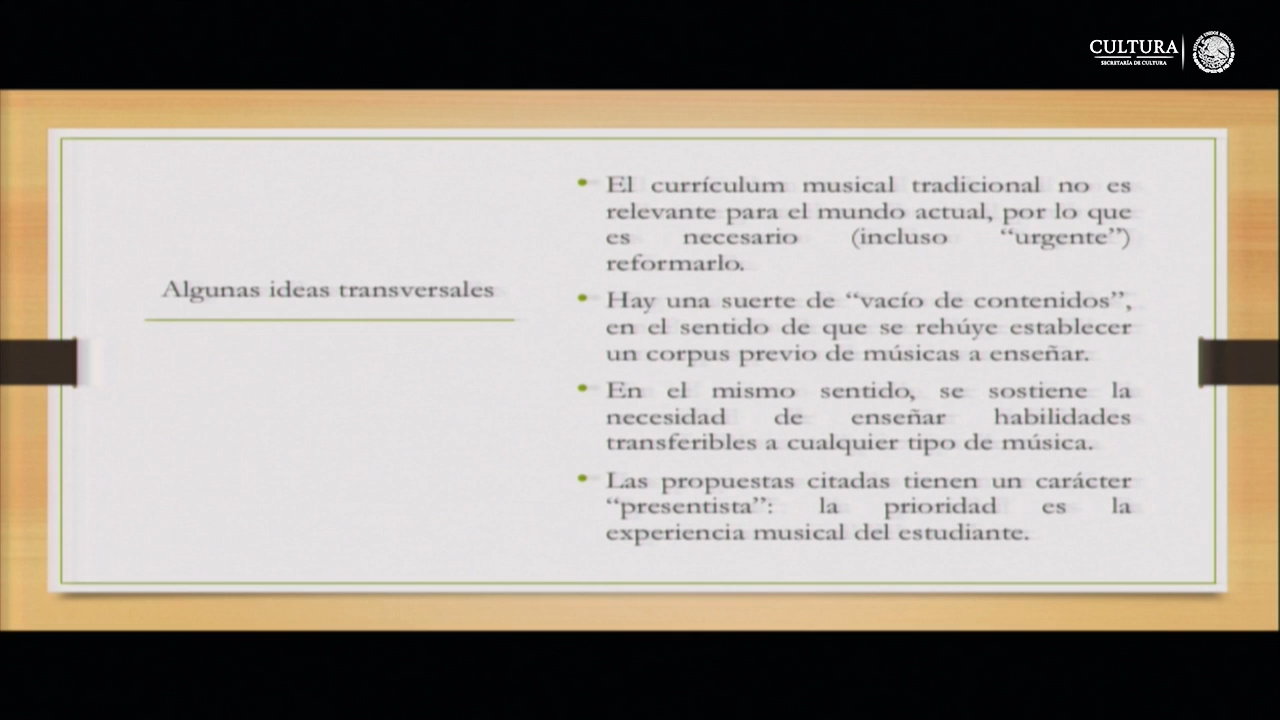 CULTURA
SECRETARÍA DE CULTURA
Algunas ideas transversales
• El currículum musical tradicional no es
relevante para el mundo actual, por lo que
es necesario (incluso “urgente”)
reformarlo.
• Hay una suerte de “vacío de contenidos”,
en el sentido de que se rehúye establecer
un corpus previo de músicas a enseñar.
• En el mismo sentido, se sostiene la
necesidad de enseñar habilidades
transferibles a cualquier tipo de música.
• Las propuestas citadas tienen un carácter
“presentista”: la prioridad es la
experiencia musical del estudiante.